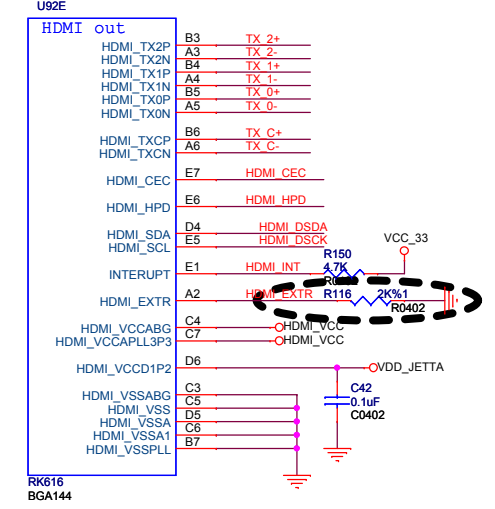 U92E
HDMI out
HDMI_TX2P B3 TX_2+
HDMI_TX2N A3 TX_2-
HDMI_TX1P B4 TX_1+
HDMI_TX1N A4 TX_1-
HDMI_TX0P B5 TX_0+
HDMI_TX0N A5 TX_0-
HDMI_TXCP B6 TX_C+
HDMI_TXCN A6 TX_C-
HDMI_CEC E7 HDMI_CEC
HDMI_HPD E6 HDMI_HPD
HDMI_SDA D4 HDMI_DSDA
HDMI_SCL E5 HDMI_DSCK
VCC_33
R150
4.7K
INTERUPT E1 HDMI_INT
HDMI_EXTR A2 HDMI_EXTR R116 2K%1
R0402
HDMI_VCCABG C4 HDMI_VCC
HDMI_VCCAPLL3P3 C7 HDMI_VCC
HDMI_VCCD1P2 D6 VDD_JETTA
C42
0.1uF
C0402
HDMI_VSSABG C3
HDMI_VSS C5
HDMI_VSSA D5
HDMI_VSSA1 C6
HDMI_VSSPLL B7
RK616
BGA144